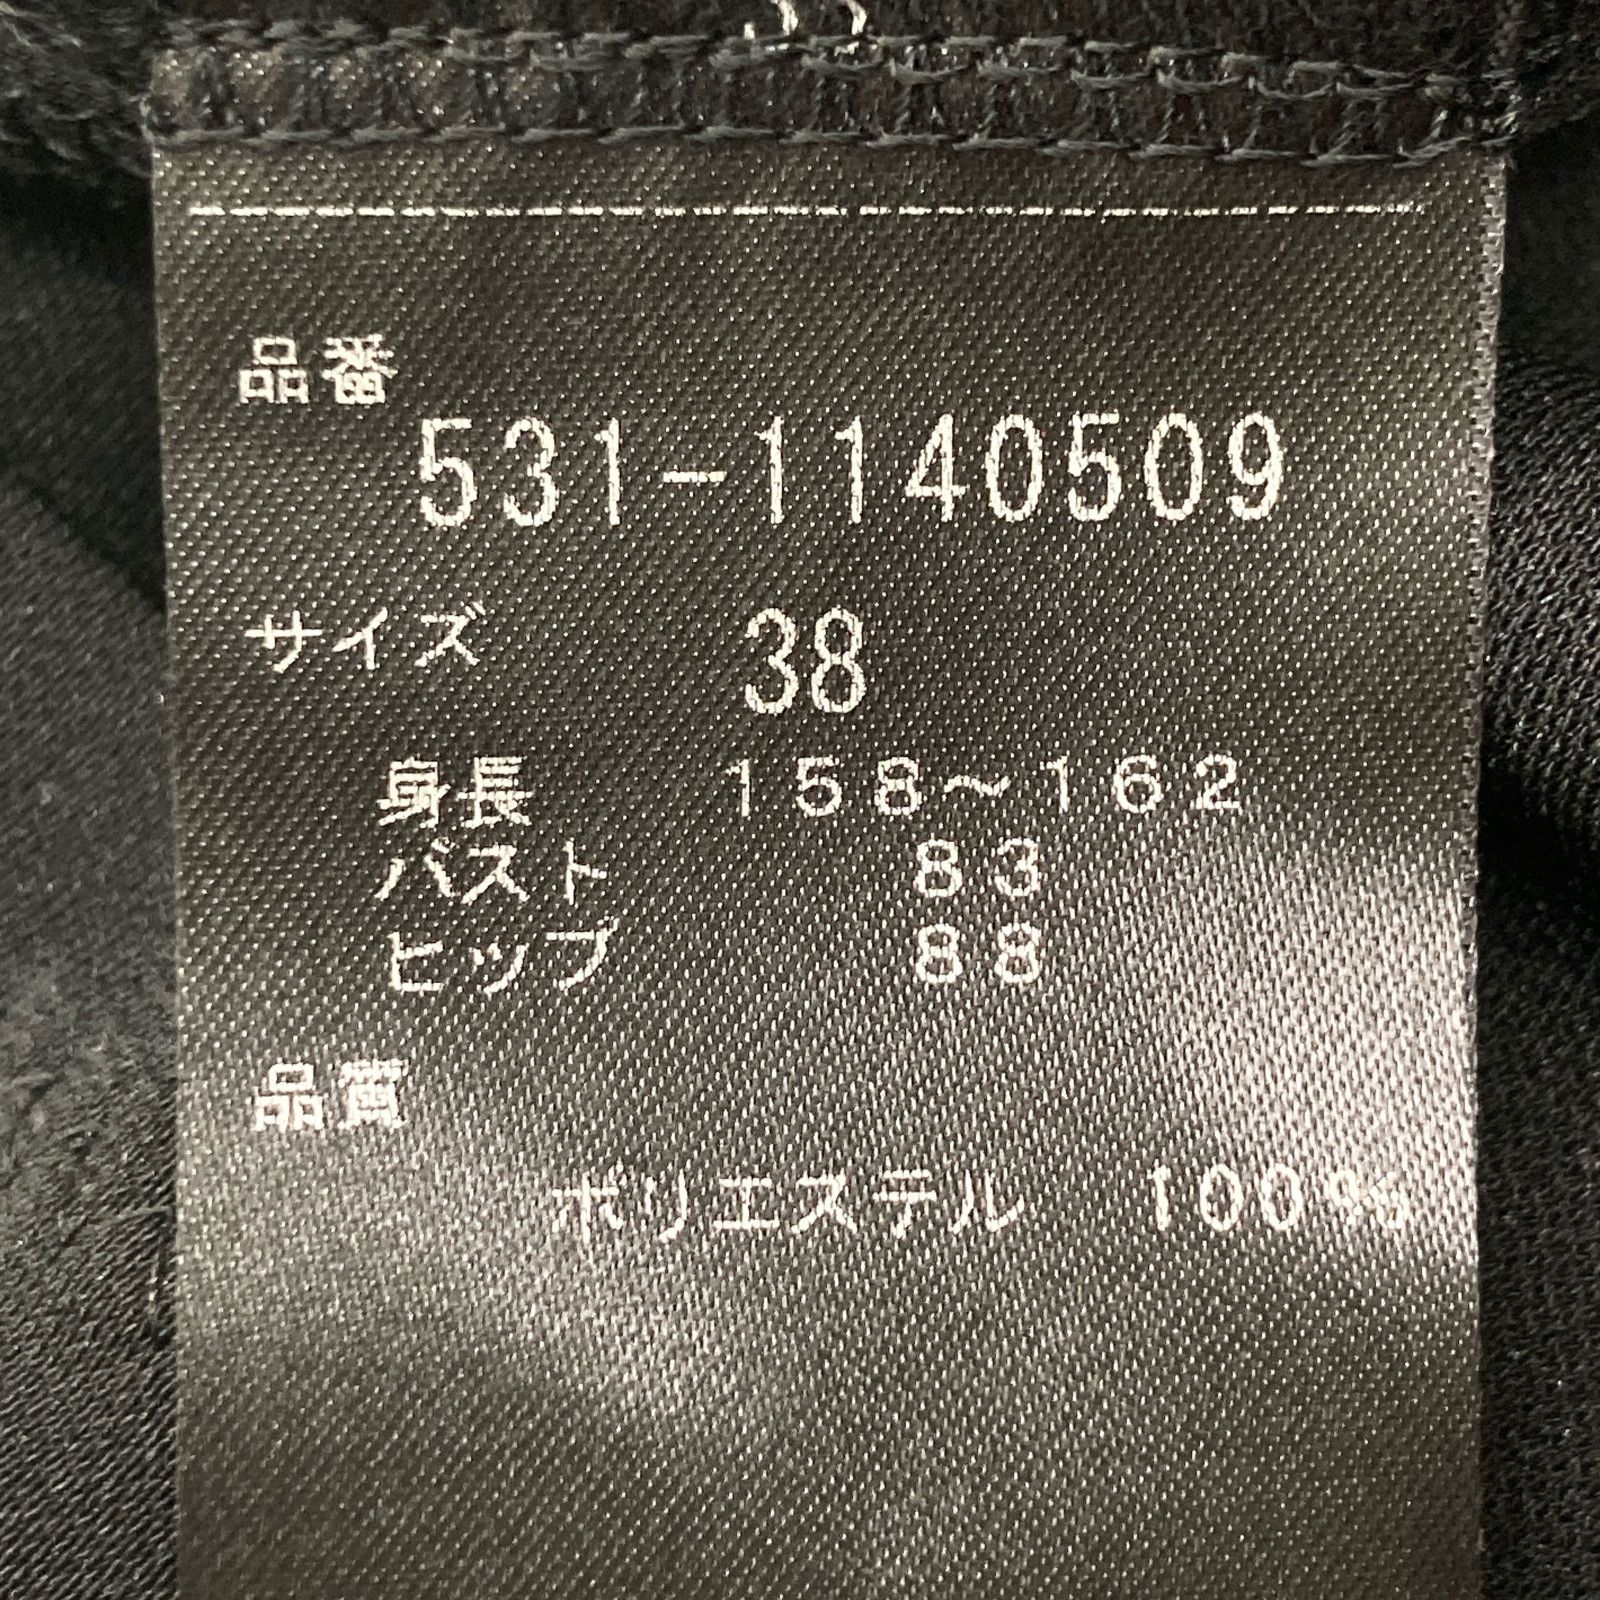 品番
531-1140509
サイズ 38
身長 158〜162
バスト 83
ヒップ 88
品質
ポリエステル 100%